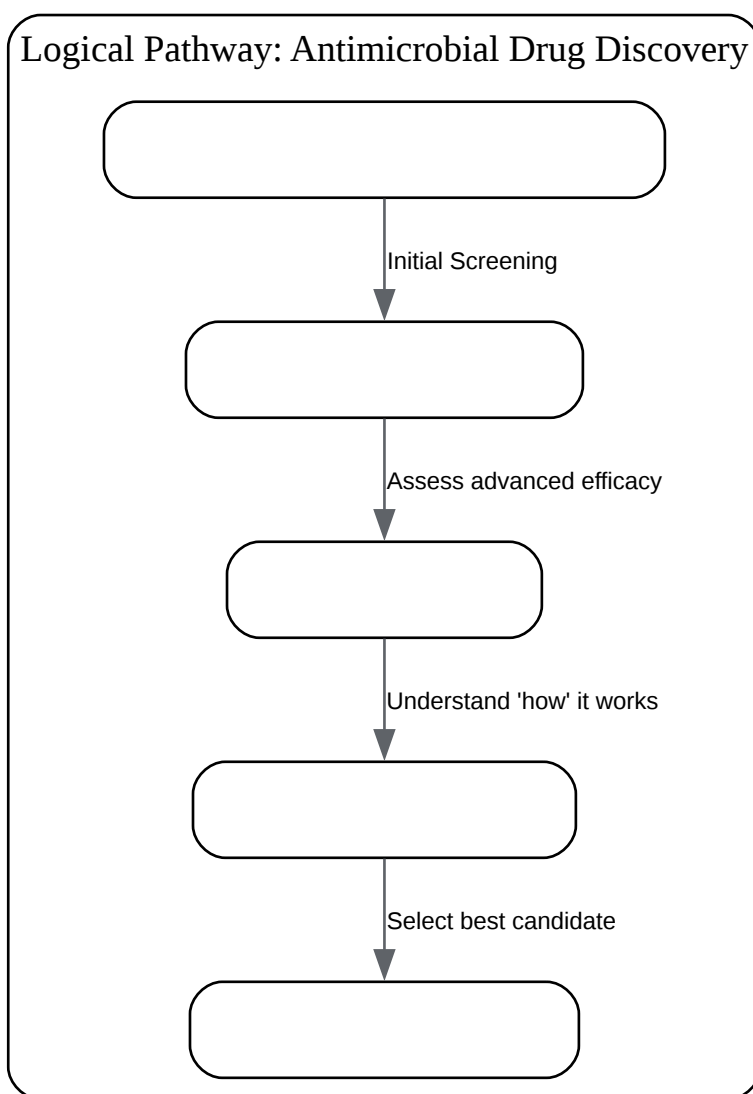 Logical Pathway: Antimicrobial Drug Discovery
Initial Screening
Assess advanced efficacy
Understand 'how' it works
Select best candidate